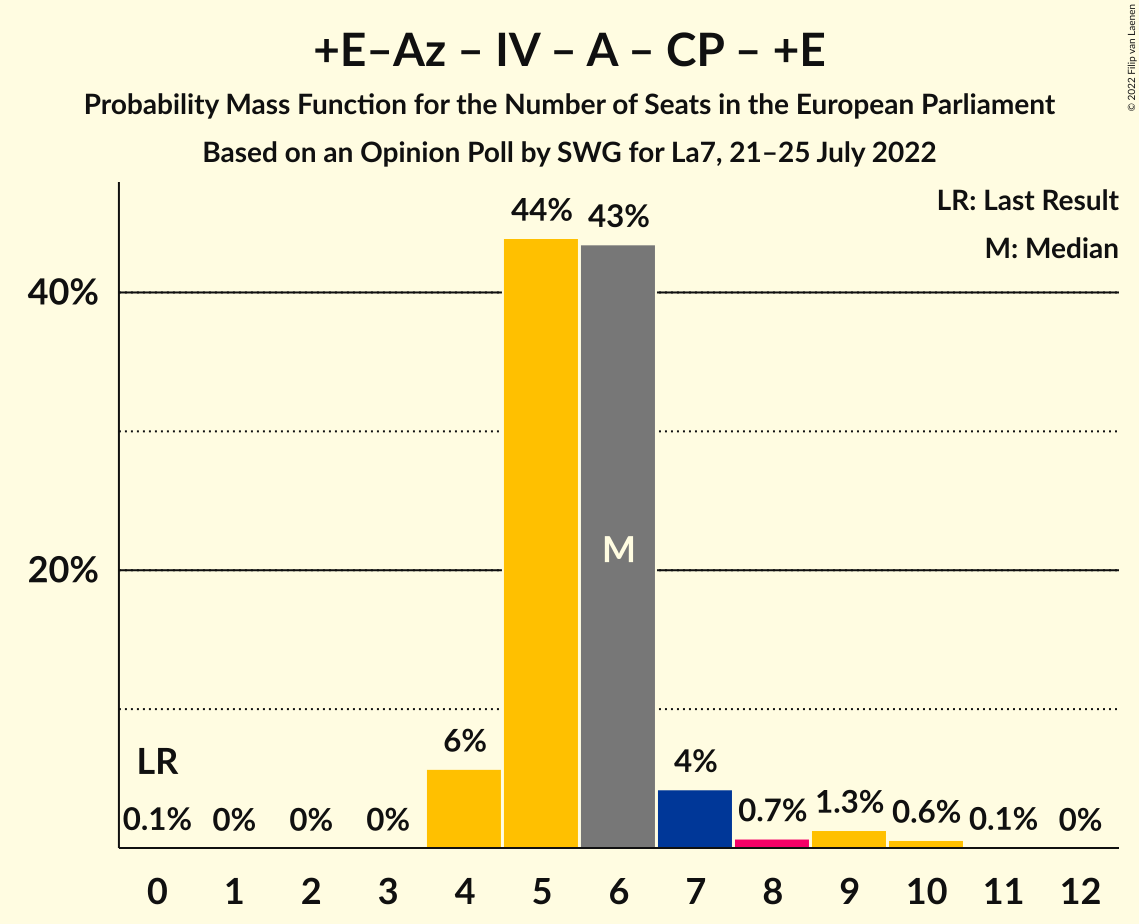 +E–Az – IV – A – CP – +E
Probability Mass Function for the Number of Seats in the European Parliament
Based on an Opinion Poll by SWG for La7, 21–25 July 2022
© 2022 Filip van Laenen
LR: Last Result
M: Median
44%
43%
40%
M
20%
6%
4%
LR
0.1%
0%
0%
0%
0.7%
1.3%
0.6%
0.1%
0%
0 1 2 3 4 5 6 7 8 9 10 11 12